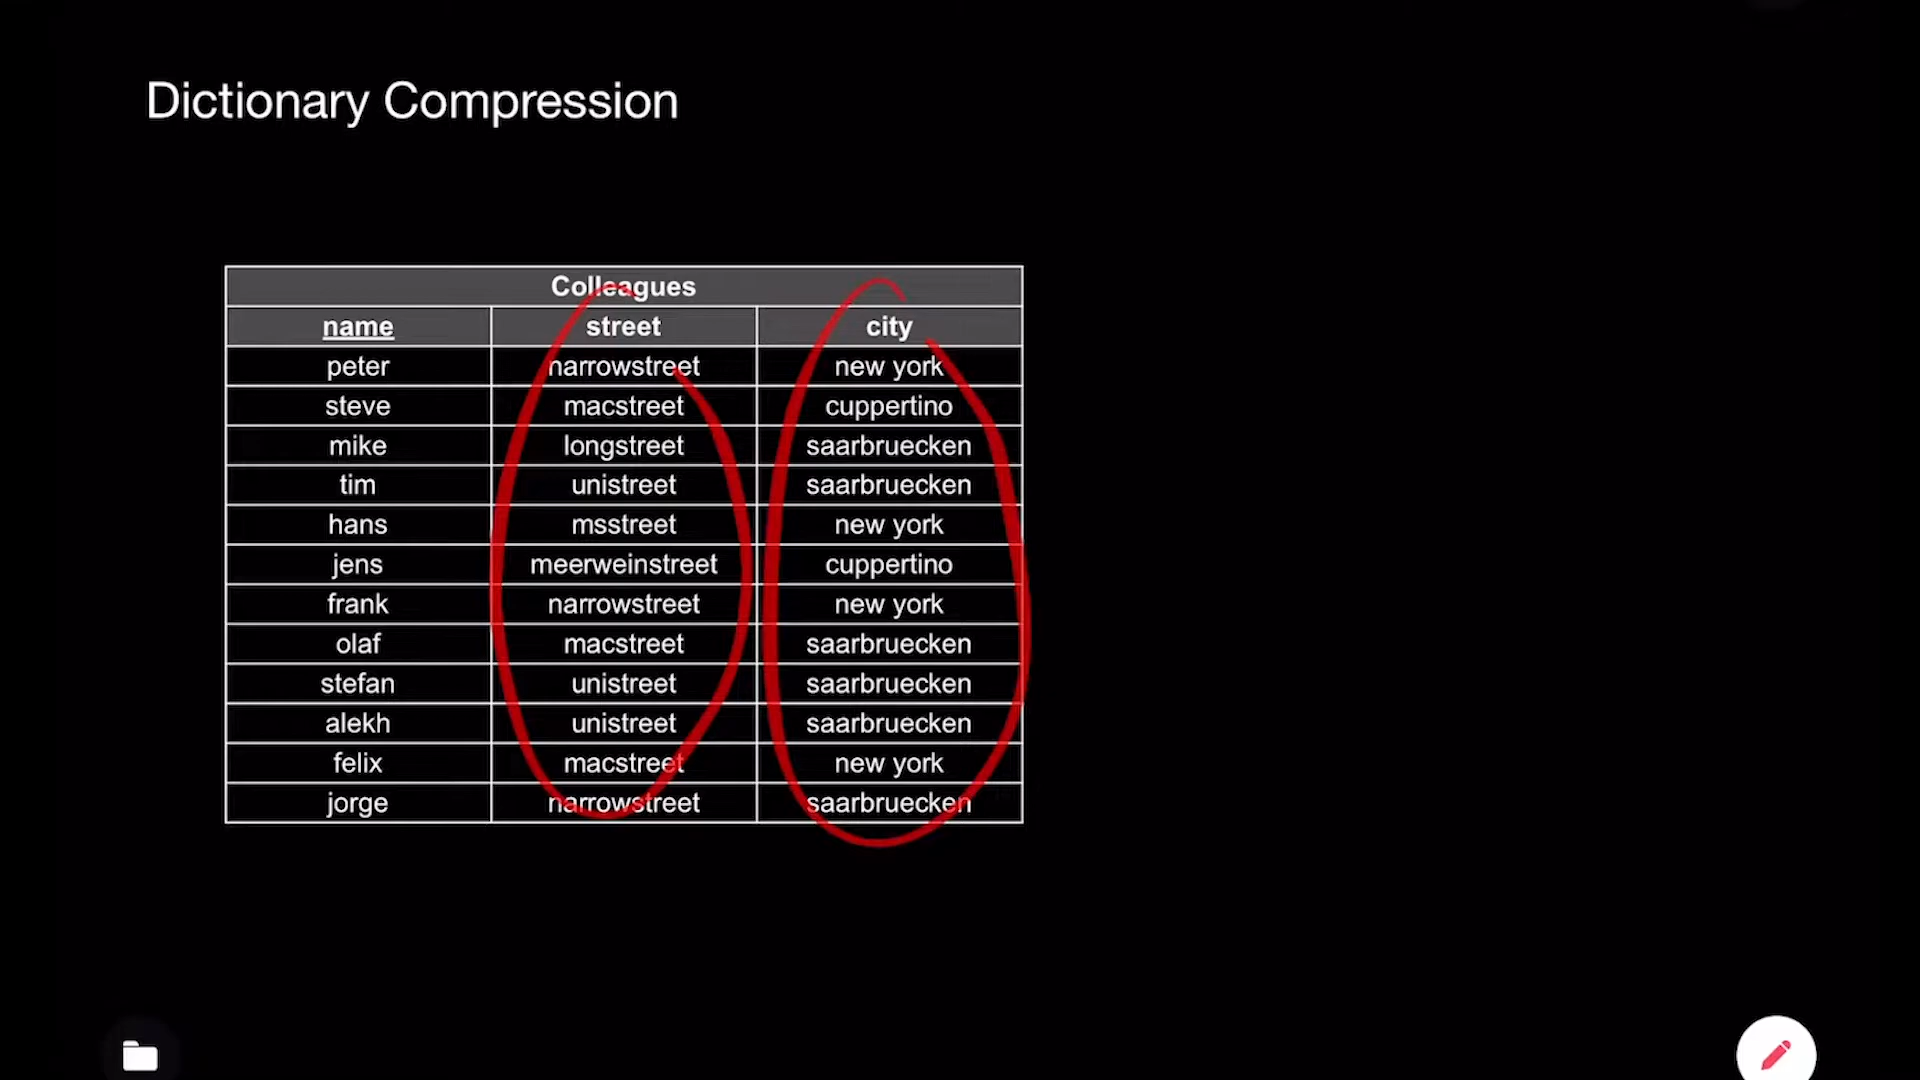 Dictionary Compression
Colleagues
name street city
peter narrowstreet new york
steve macstreet cuppertino
mike longstreet saarbruecken
tim unistreet saarbruecken
hans msstreet new york
jens meerweinstreet cuppertino
frank narrowstreet new york
olaf macstreet saarbruecken
stefan unistreet saarbruecken
alekh unistreet saarbruecken
felix macstreet new york
jorge narrowstreet saarbruecken